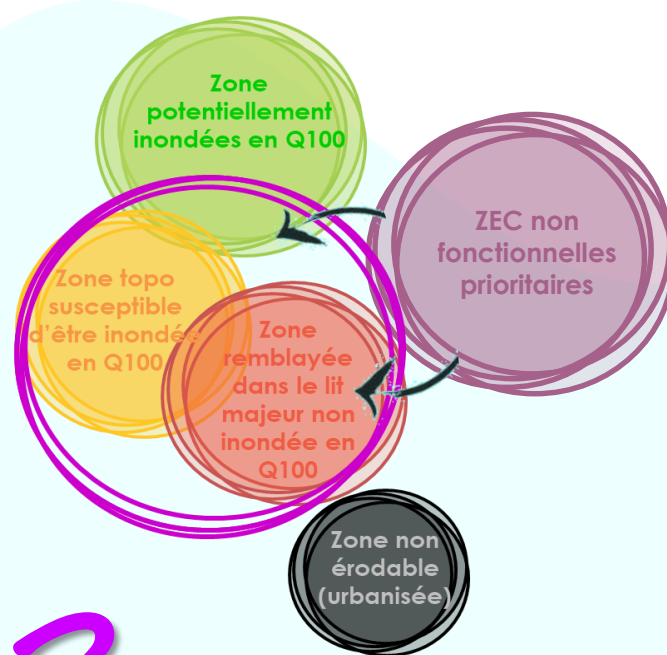 Zone
potentiellement
inondées en Q100
ZEC non
fonctionnelles
prioritaires
Zone topo
susceptible
d'être inondée
en Q100
Zone
remblayée
dans le lit
majeur non
inondée en
Q100
Zone non
érodable
(urbanisée)